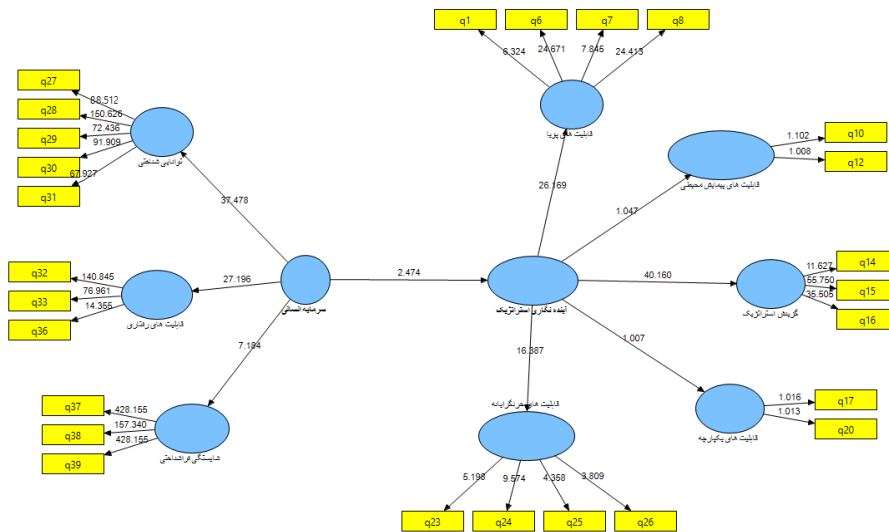 q1
q6
q7
q8
6.324
24.671
7.845
24.413
قابلیت های پویا
q27
q28
q29
q30
q31
88.512
150.626
72.436
91.909
67.927
توانایی شناختی
q10
q12
1.102
1.008
قابلیت های پیمایش محیطی
37.478
26.169
1.047
q32
q33
q36
140.845
76.961
14.355
قابلیت های رفتاری
27.196
سرمایه انسانی
2.474
آینده نگاری استراتژیک
40.160
q14
q15
q16
11.627
55.750
35.505
گزینش استراتژیک
7.184
16.387
1.007
q37
q38
q39
428.155
157.340
428.155
شایستگی فراشناختی
q17
q20
1.016
1.013
قابلیت های یکپارچه
قابلیت های
5.198
9.574
4.358
3.809
q23
q24
q25
q26